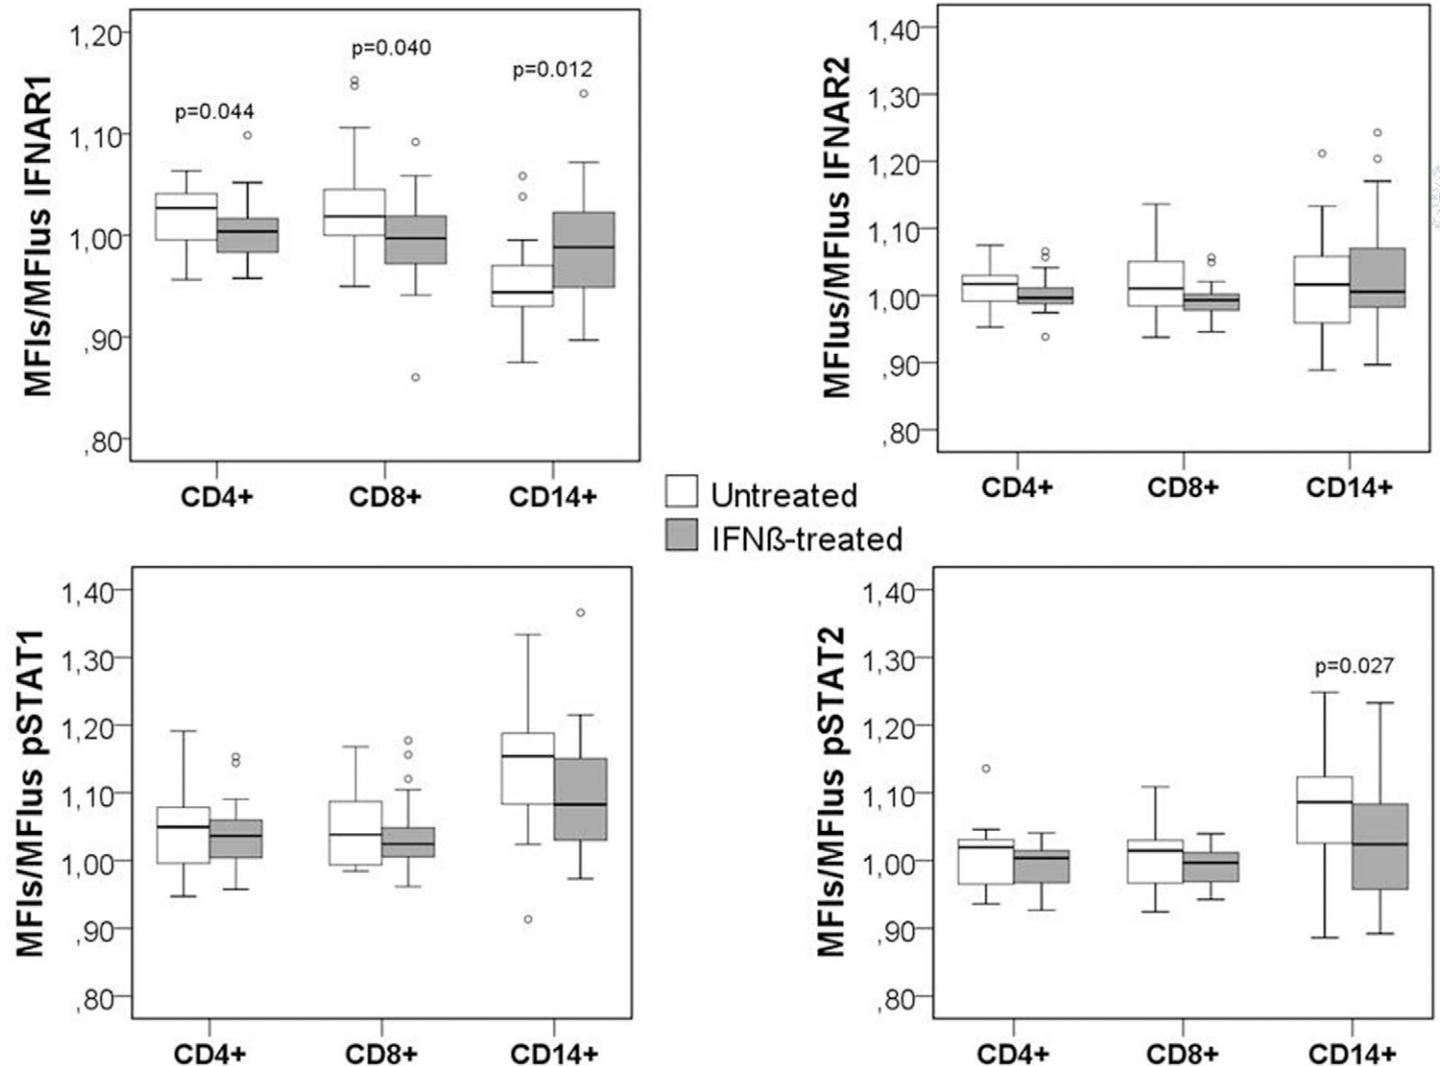 MFIs/MFIus IFNAR1
1,20
1,10
1,00
,90
,80
p=0.044
p=0.040
p=0.012
CD4+ CD8+ CD14+
MFIus/MFIus IFNAR2
1,40
1,30
1,20
1,10
1,00
,90
,80
CD4+ CD8+ CD14+
Untreated
IFNß-treated
MFIs/MFIus pSTAT1
1,40
1,30
1,20
1,10
1,00
,90
,80
CD4+ CD8+ CD14+
MFIs/MFIus pSTAT2
1,40
1,30
1,20
1,10
1,00
,90
,80
p=0.027
CD4+ CD8+ CD14+